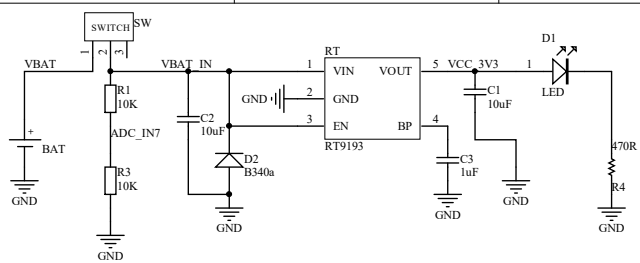 SWITCH SW
1 2 3
VBAT
VBAT_IN
RT
1 VIN VOUT 5
VCC_3V3
1
D1
LED
R1
10K
C2
10uF
GND 2 GND
C1
10uF
ADC_IN7
3 EN BP 4
RT9193
+
BAT
D2
B340a
C3
1uF
470R
R4
R3
10K
GND
GND
GND
GND
GND
GND